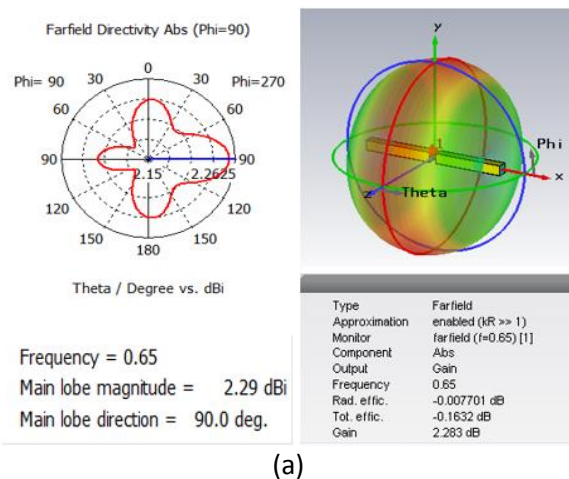 Farfield Directivity Abs (Phi=90)
Phi= 90 30 0 30 Phi=270
60 60
90 2.15 2.2625 90
120 120
150 180 150
Theta / Degree vs. dBi
Frequency = 0.65
Main lobe magnitude = 2.29 dBi
Main lobe direction = 90.0 deg.
y
1
Phi
x
z
Theta
Type Farfield
Approximation enabled (kR >> 1)
Monitor farfield (f=0.65) [1]
Component Abs
Output Gain
Frequency 0.65
Rad. effic. -0.007701 dB
Tot. effic. -0.1632 dB
Gain 2.283 dB
(a)